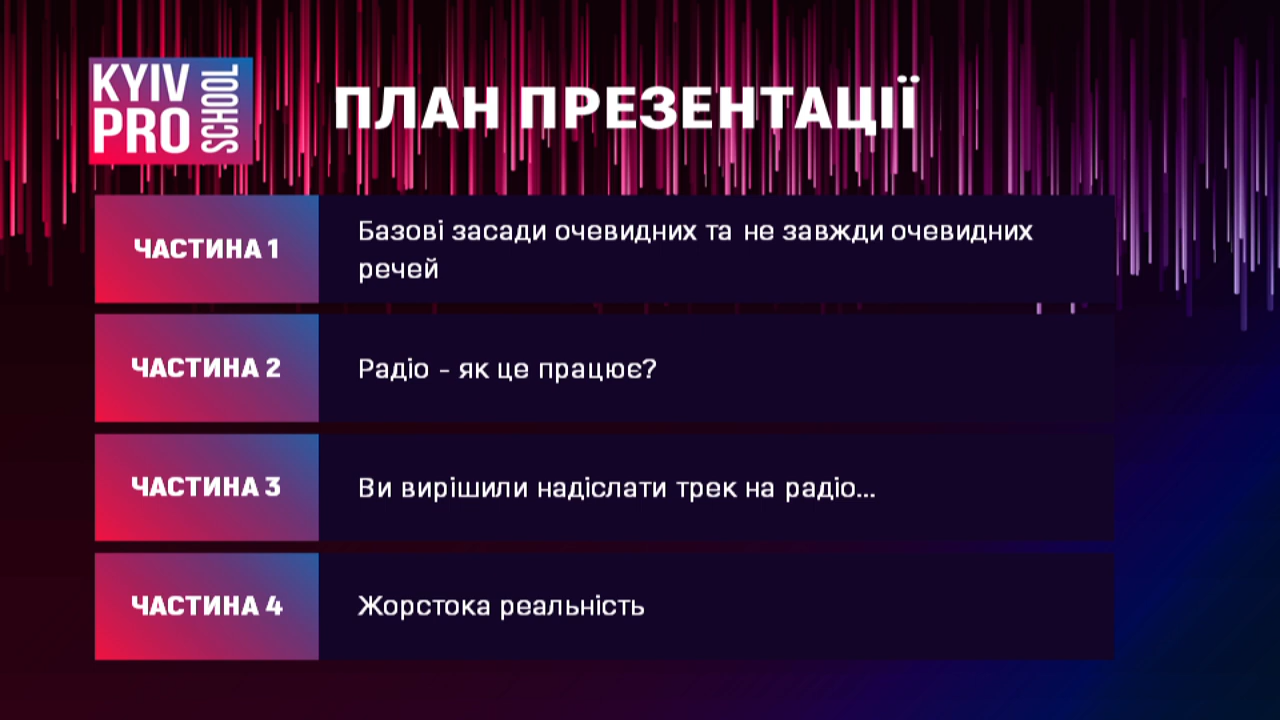 KYIV
PRO
SCHOOL
ПЛАН ПРЕЗЕНТАЦІЇ
ЧАСТИНА 1
Базові засади очевидних та не завжди очевидних
речей
ЧАСТИНА 2
Радіо - як це працює?
ЧАСТИНА 3
Ви вирішили надіслати трек на радіо...
ЧАСТИНА 4
Жорстока реальність